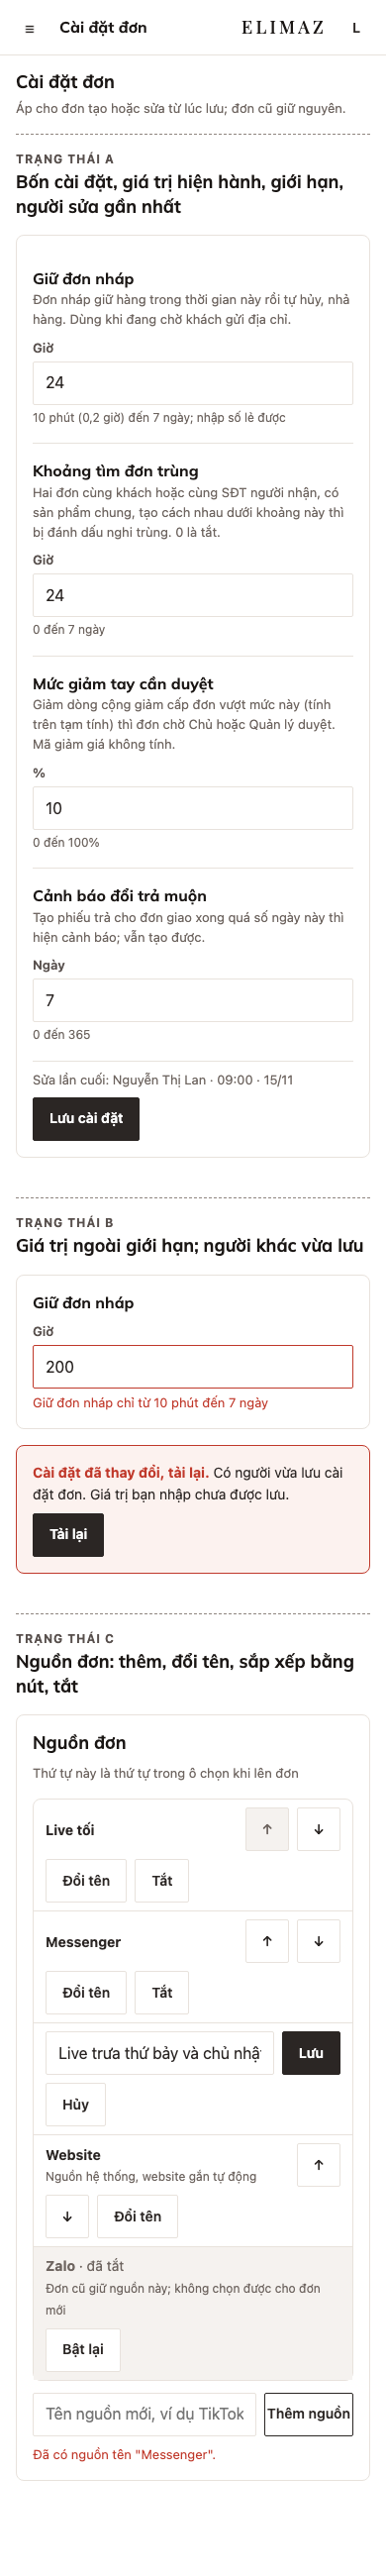 ≡ Cài đặt đơn ELIMAZ L
Cài đặt đơn
Áp cho đơn tạo hoặc sửa từ lúc lưu; đơn cũ giữ nguyên.
TRẠNG THÁI A
Bốn cài đặt, giá trị hiện hành, giới hạn,
người sửa gần nhất
Giữ đơn nháp
Đơn nháp giữ hàng trong thời gian này rồi tự hủy, nhả
hàng. Dùng khi đang chờ khách gửi địa chỉ.
Giờ
24
10 phút (0,2 giờ) đến 7 ngày; nhập số lẻ được
Khoảng tìm đơn trùng
Hai đơn cùng khách hoặc cùng SĐT người nhận, có
sản phẩm chung, tạo cách nhau dưới khoảng này thì
bị đánh dấu nghi trùng. 0 là tắt.
Giờ
24
0 đến 7 ngày
Mức giảm tay cần duyệt
Giảm dòng cộng giảm cấp đơn vượt mức này (tính
trên tạm tính) thì đơn chờ Chủ hoặc Quản lý duyệt.
Mã giảm giá không tính.
%
10
0 đến 100%
Cảnh báo đổi trả muộn
Tạo phiếu trả cho đơn giao xong quá số ngày này thì
hiện cảnh báo; vẫn tạo được.
Ngày
7
0 đến 365
Sửa lần cuối: Nguyễn Thị Lan · 09:00 · 15/11
Lưu cài đặt
TRẠNG THÁI B
Giá trị ngoài giới hạn; người khác vừa lưu
Giữ đơn nháp
Giờ
200
Giữ đơn nháp chỉ từ 10 phút đến 7 ngày
Cài đặt đã thay đổi, tải lại. Có người vừa lưu cài
đặt đơn. Giá trị bạn nhập chưa được lưu.
Tải lại
TRẠNG THÁI C
Nguồn đơn: thêm, đổi tên, sắp xếp bằng
nút, tắt
Nguồn đơn
Thứ tự này là thứ tự trong ô chọn khi lên đơn
Live tối ↑ ↓
Đổi tên Tắt
Messenger ↑ ↓
Đổi tên Tắt
Live trưa thứ bảy và chủ nhậ Lưu
Hủy
Website ↑
Nguồn hệ thống, website gắn tự động
↓ Đổi tên
Zalo · đã tắt
Đơn cũ giữ nguồn này; không chọn được cho đơn
mới
Bật lại
Tên nguồn mới, ví dụ TikTok Thêm nguồn
Đã có nguồn tên "Messenger".